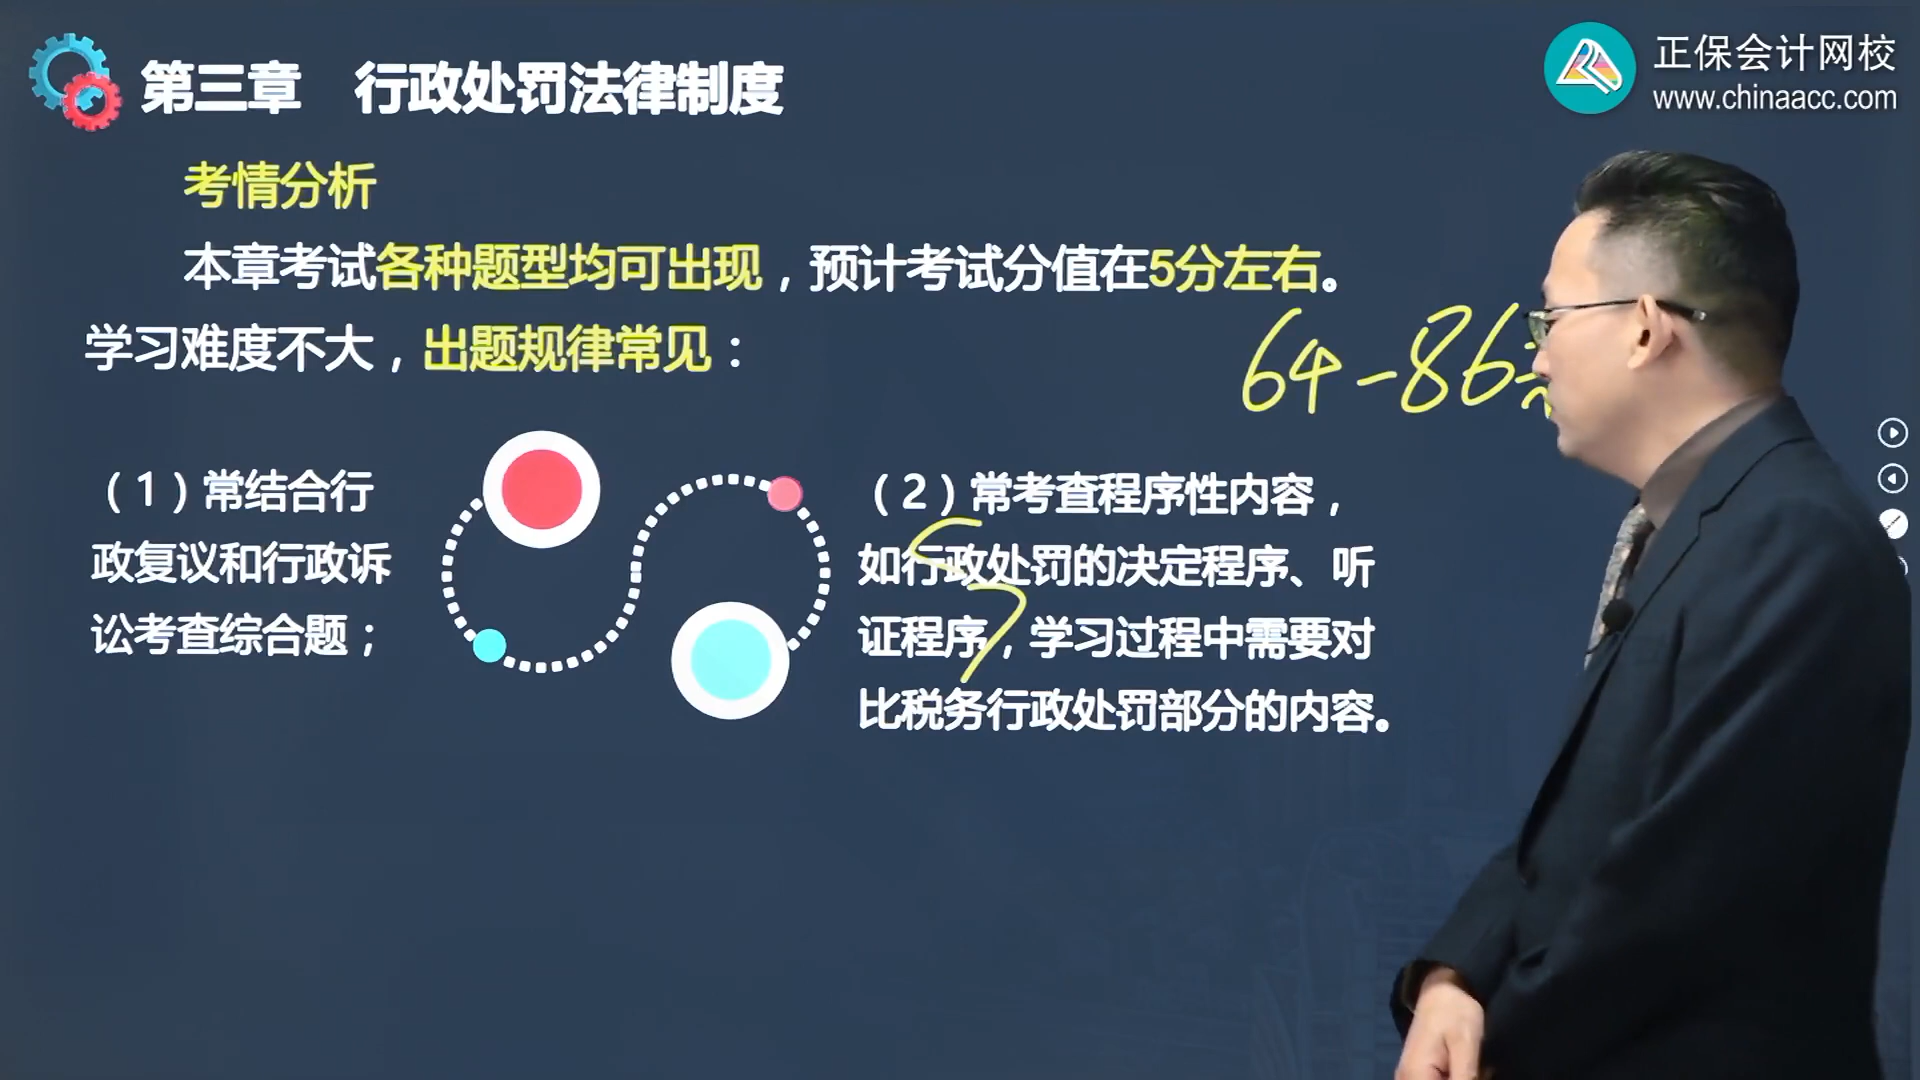 第三章 行政处罚法律制度
正保会计网校
www.chinaacc.com
考情分析
本章考试各种题型均可出现，预计考试分值在5分左右。
学习难度不大，出题规律常见：
64-86
（1）常结合行
政复议和行政诉
讼考查综合题；
（2）常考查程序性内容，
如行政处罚的决定程序、听
证程序，学习过程中需要对
比税务行政处罚部分的内容。